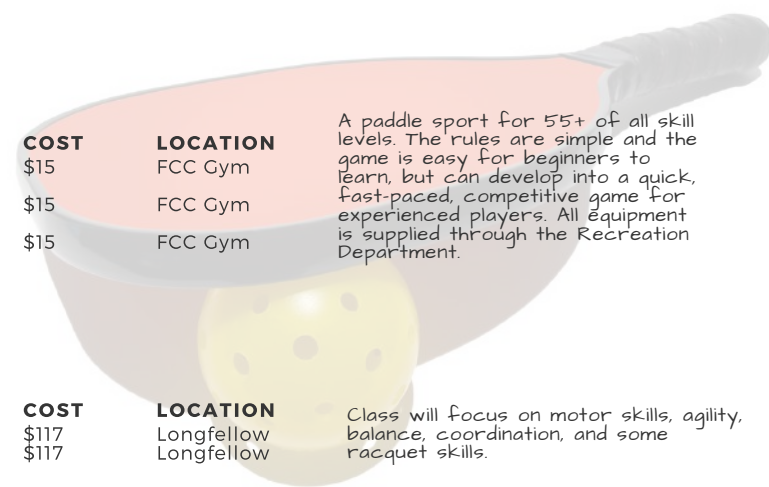 COST LOCATION
$15 FCC Gym
$15 FCC Gym
$15 FCC Gym
A paddle sport for 55+ of all skill
levels. The rules are simple and the
game is easy for beginners to
learn, but can develop into a quick,
fast-paced, competitive game for
experienced players. All equipment
is supplied through the Recreation
Department.
COST LOCATION
$117 Longfellow
$117 Longfellow
Class will focus on motor skills, agility,
balance, coordination, and some
racquet skills.